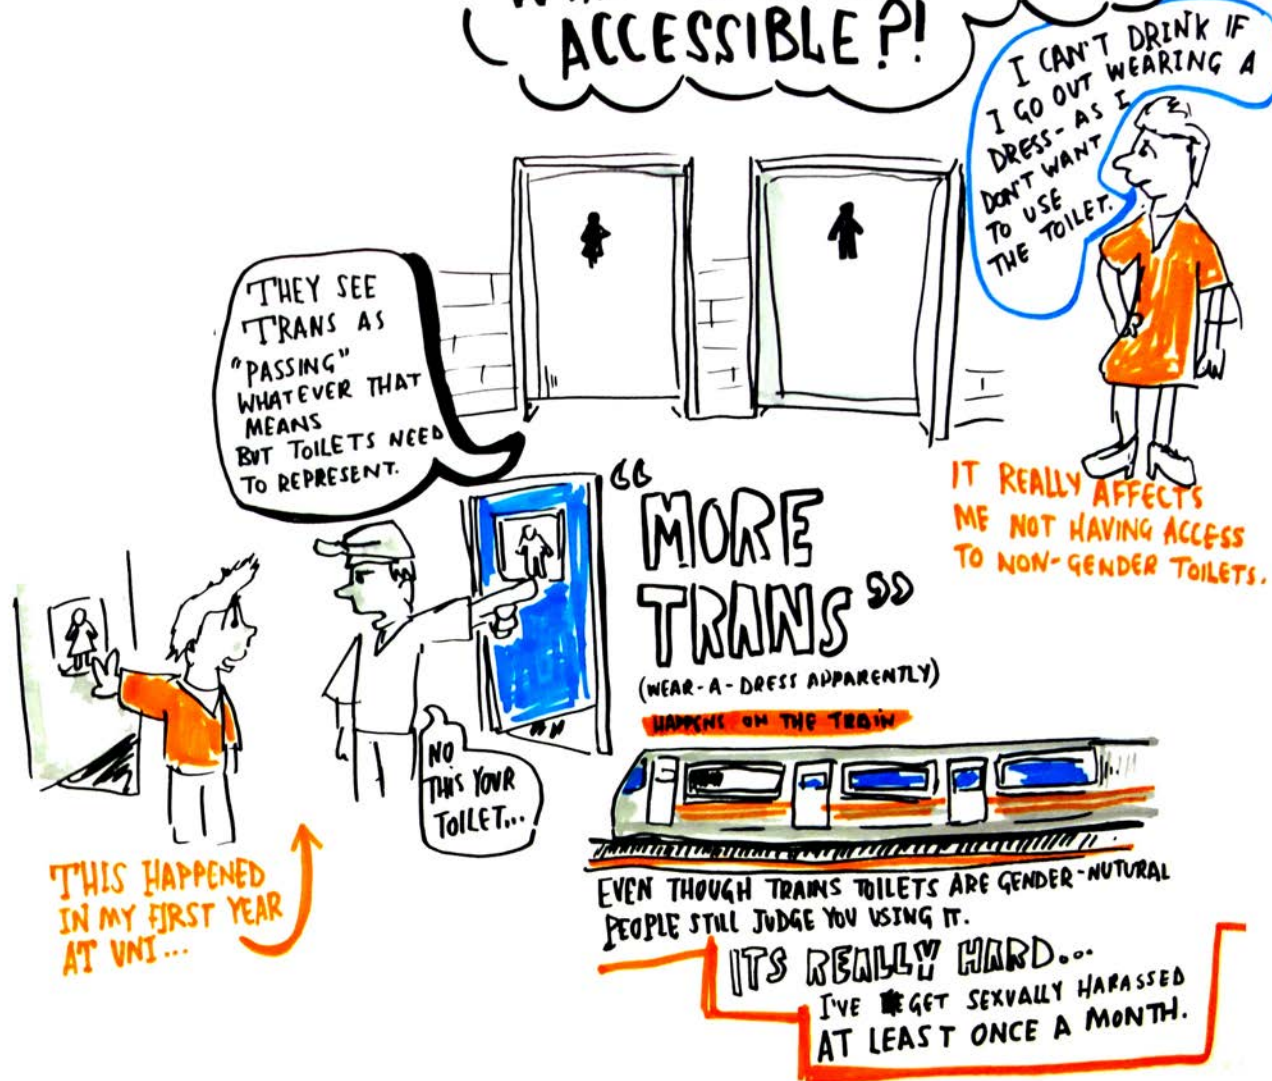 ACCESSIBLE?!
I CAN'T DRINK IF
I GO OUT WEARING A
DRESS- AS I
DON'T WANT
TO USE
THE TOILET.
THEY SEE
TRANS AS
"PASSING"
WHATEVER THAT
MEANS
BUT TOILETS NEED
TO REPRESENT.
IT REALLY AFFECTS
ME NOT HAVING ACCESS
TO NON-GENDER TOILETS.
"MORE
TRANS"
(WEAR-A-DRESS APPARENTLY)
HAPPENS ON THE TRAIN
NO
THIS YOUR
TOILET...
THIS HAPPENED
IN MY FIRST YEAR
AT UNI...
EVEN THOUGH TRAINS TOILETS ARE GENDER-NUTURAL
PEOPLE STILL JUDGE YOU USING IT.
ITS REALLY HARD...
I'VE GET SEXUALLY HARASSED
AT LEAST ONCE A MONTH.